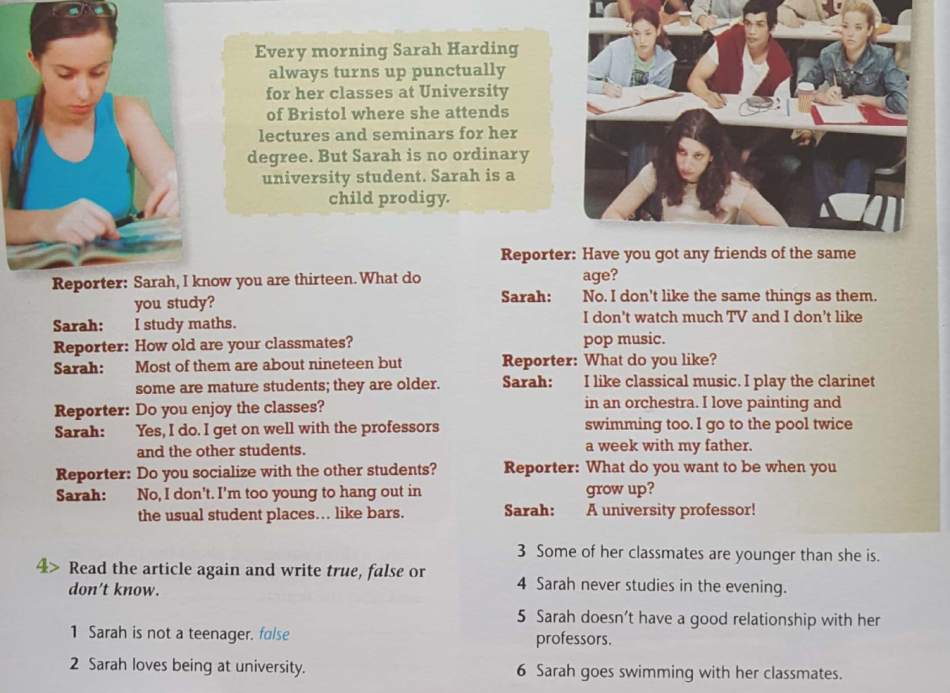 Every morning Sarah Harding
always turns up punctually
for her classes at University
of Bristol where she attends
lectures and seminars for her
degree. But Sarah is no ordinary
university student. Sarah is a
child prodigy.
Reporter: Sarah, I know you are thirteen. What do
you study?
Sarah: I study maths.
Reporter: How old are your classmates?
Sarah: Most of them are about nineteen but
some are mature students; they are older.
Reporter: Do you enjoy the classes?
Sarah: Yes, I do. I get on well with the professors
and the other students.
Reporter: Do you socialize with the other students?
Sarah: No, I don't. I'm too young to hang out in
the usual student places... like bars.
Reporter: Have you got any friends of the same
age?
Sarah: No. I don't like the same things as them.
I don't watch much TV and I don't like
pop music.
Reporter: What do you like?
Sarah: I like classical music. I play the clarinet
in an orchestra. I love painting and
swimming too. I go to the pool twice
a week with my father.
Reporter: What do you want to be when you
grow up?
Sarah: A university professor!
4> Read the article again and write true, false or
don't know.
1 Sarah is not a teenager. false
2 Sarah loves being at university.
3 Some of her classmates are younger than she is.
4 Sarah never studies in the evening.
5 Sarah doesn't have a good relationship with her
professors.
6 Sarah goes swimming with her classmates.